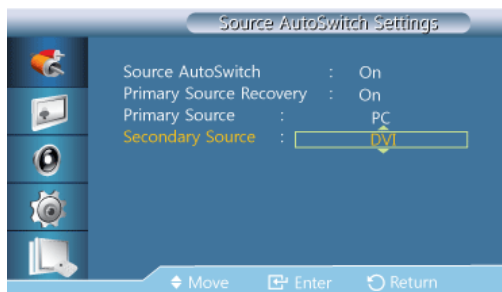 Source AutoSwitch Settings
Source AutoSwitch : On
Primary Source Recovery : On
Primary Source : PC
Secondary Source : DVI
Move Enter Return